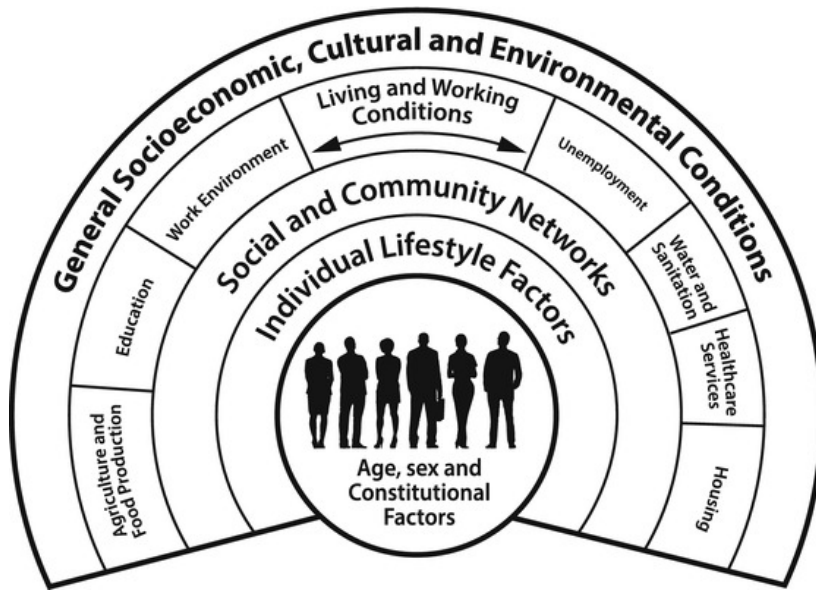 General Socioeconomic, Cultural and Environmental Conditions
Living and Working
Conditions
Agriculture and
Food Production
Education
Work Environment
Unemployment
Water and
Sanitation
Healthcare
Services
Housing
Social and Community Networks
Individual Lifestyle Factors
Age, sex and
Constitutional
Factors